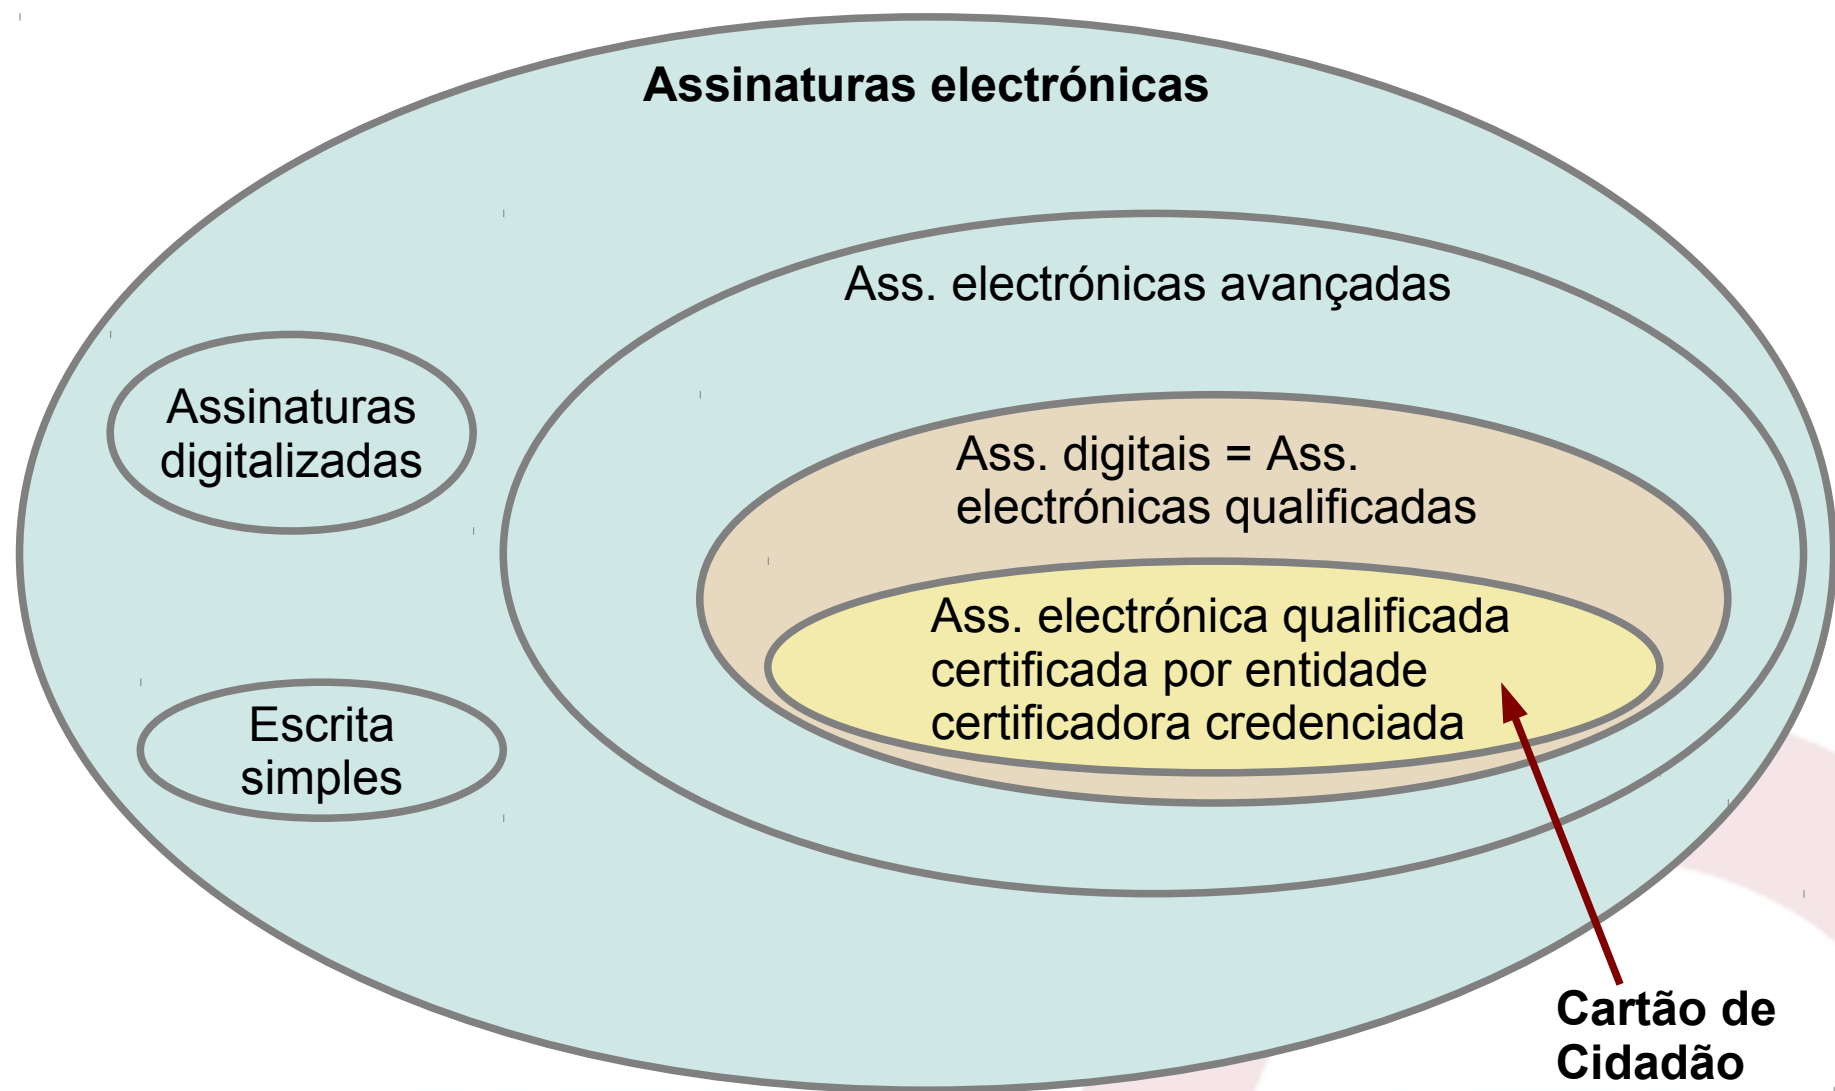 Assinaturas electrónicas
Ass. electrónicas avançadas
Assinaturas
digitalizadas
Ass. digitais = Ass.
electrónicas qualificadas
Ass. electrónica qualificada
certificada por entidade
certificadora credenciada
Escrita
simples
Cartão de
Cidadão